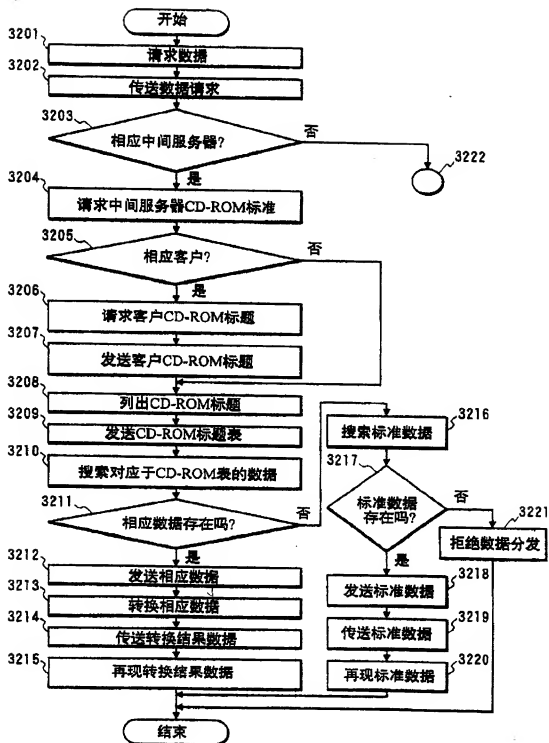 开始
3201
请求数据
3202
传送数据请求
3203
相应中间服务器?
否
3222
是
3204
请求中间服务器CD-ROM标准
3205
相应客户?
否
是
3206
请求客户CD-ROM标题
3207
发送客户CD-ROM标题
3208
列出CD-ROM标题
3209
发送CD-ROM标题表
3210
搜索对应于CD-ROM表的数据
3211
相应数据存在吗?
否
是
3212
发送相应数据
3213
转换相应数据
3214
传送转换结果数据
3215
再现转换结果数据
3216
搜索标准数据
3217
标准数据
存在吗?
否
3221
拒绝数据分发
是
发送标准数据
3218
传送标准数据
3219
再现标准数据
3220
结束